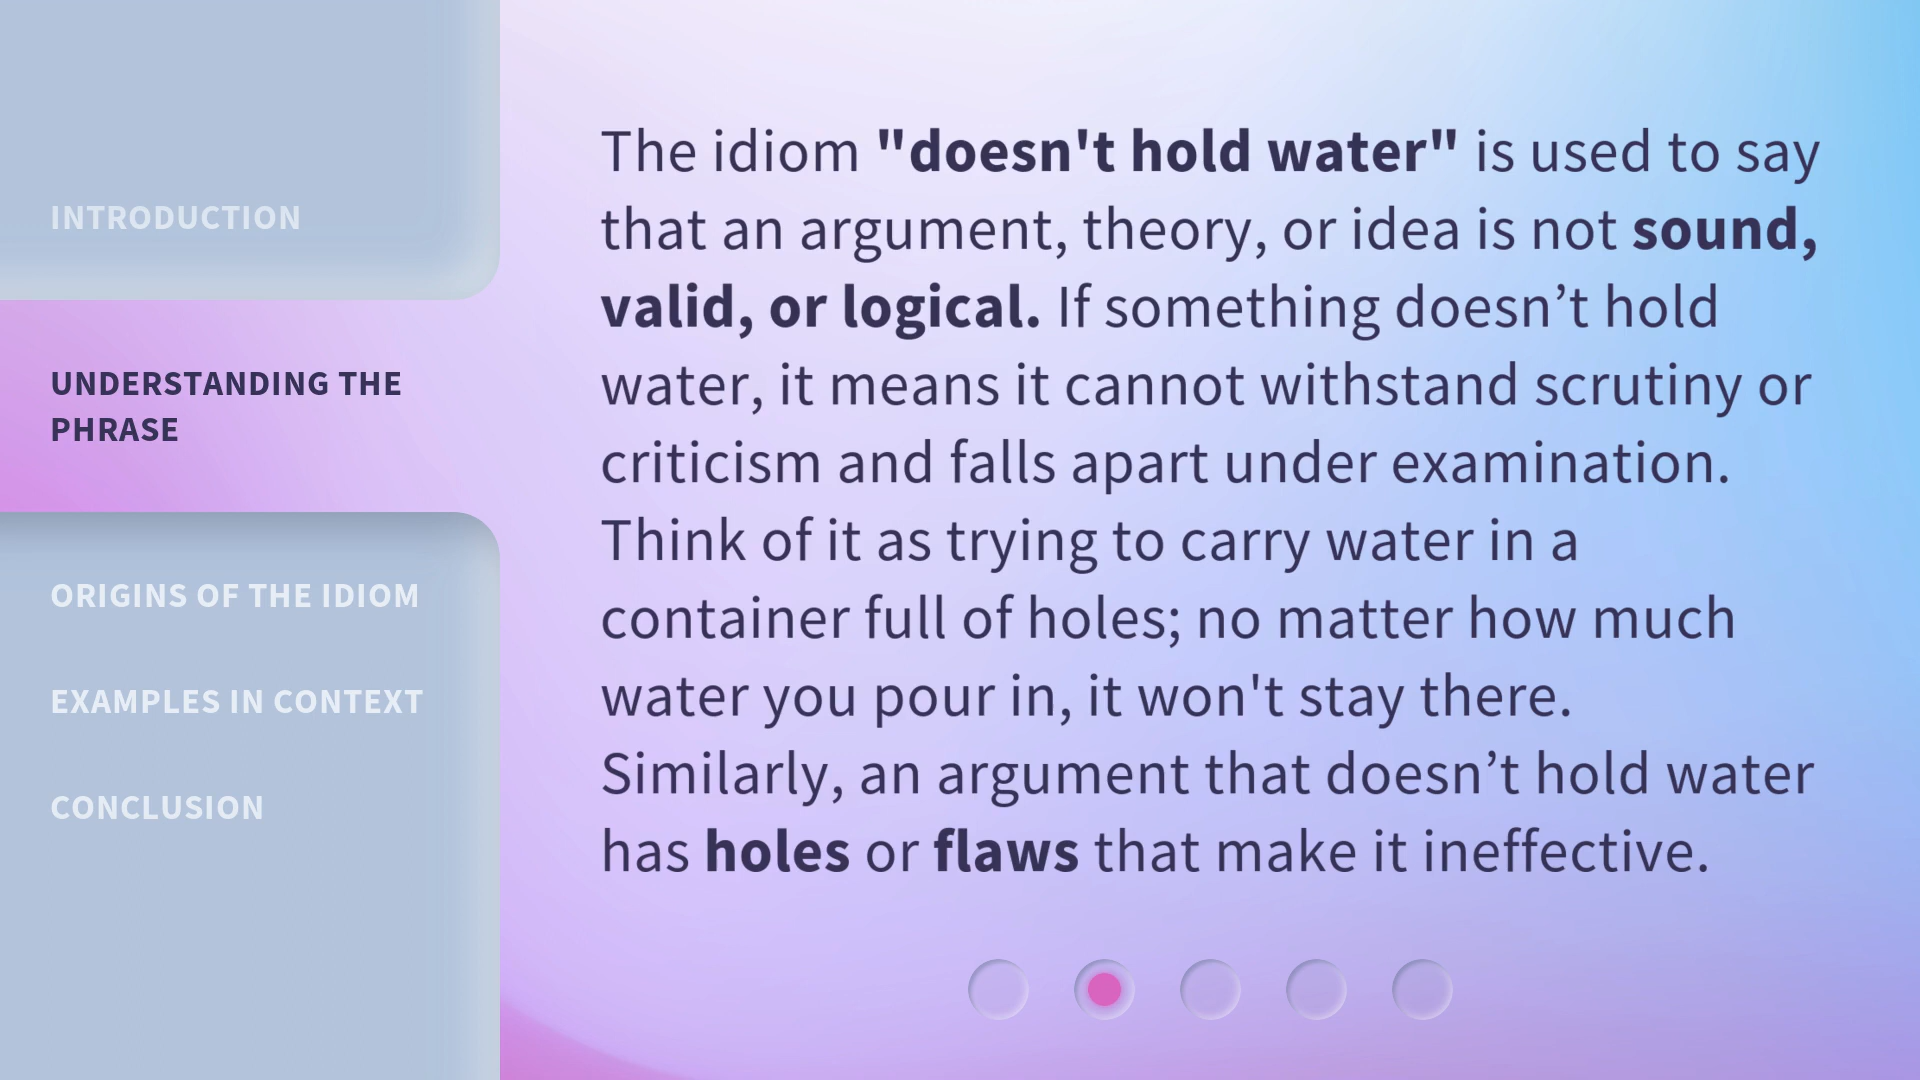 INTRODUCTION
UNDERSTANDING THE
PHRASE
ORIGINS OF THE IDIOM
EXAMPLES IN CONTEXT
CONCLUSION
The idiom "doesn't hold water" is used to say
that an argument, theory, or idea is not sound,
valid, or logical. If something doesn’t hold
water, it means it cannot withstand scrutiny or
criticism and falls apart under examination.
Think of it as trying to carry water in a
container full of holes; no matter how much
water you pour in, it won't stay there.
Similarly, an argument that doesn’t hold water
has holes or flaws that make it ineffective.